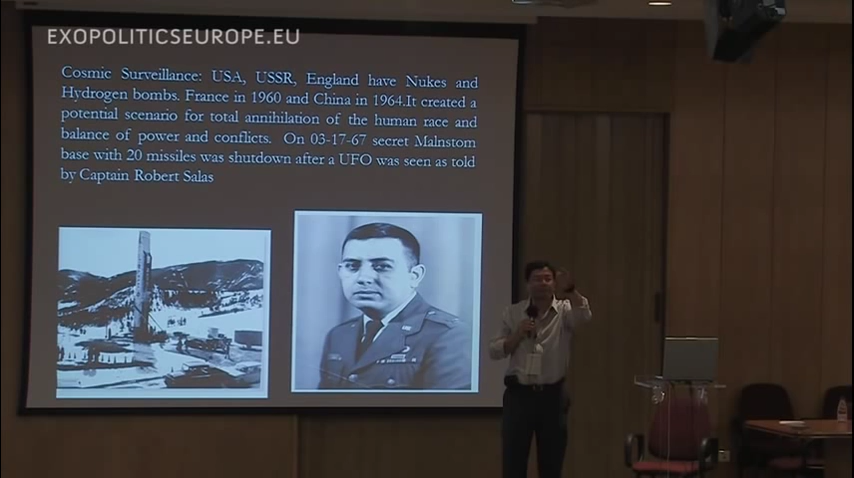 EXOPOLITICSEUROPE.EU
Cosmic Surveillance: USA, USSR, England have Nukes and
Hydrogen bombs. France in 1960 and China in 1964.It created a
potential scenario for total annihilation of the human race and
balance of power and conflicts. On 03-17-67 secret Malnstom
base with 20 missiles was shutdown after a UFO was seen as told
by Captain Robert Salas